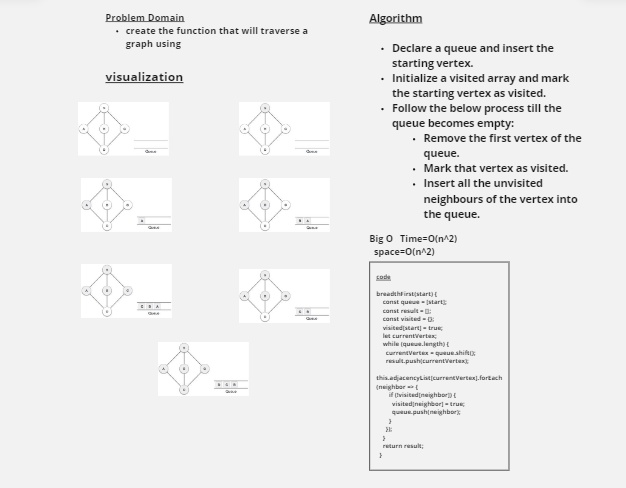 Problem Domain
• create the function that will traverse a
graph using
visualization
Queue
Queue
Queue
Queue
Queue
Queue
Queue
Algorithm
• Declare a queue and insert the
starting vertex.
• Initialize a visited array and mark
the starting vertex as visited.
• Follow the below process till the
queue becomes empty:
• Remove the first vertex of the
queue.
• Mark that vertex as visited.
• Insert all the unvisited
neighbours of the vertex into
the queue.
Big O Time=O(n^2)
space=O(n^2)
code
breadthFirst(start) {
const queue = [start];
const result = [];
const visited = {};
visited[start] = true;
let currentVertex;
while (queue.length) {
currentVertex = queue.shift();
result.push(currentVertex);
this.adjacencyList[currentVertex].forEach
(neighbor => {
if (!visited[neighbor]) {
visited[neighbor] = true;
queue.push(neighbor);
}
});
}
return result;
}